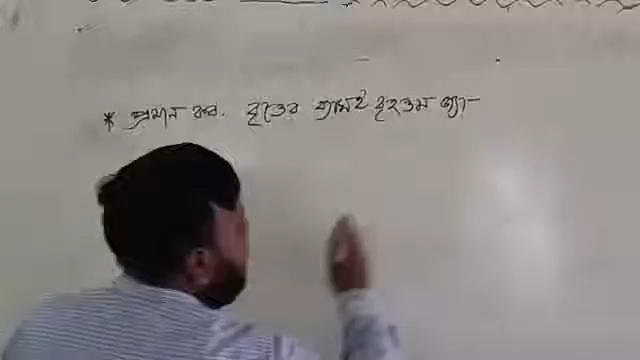 * প্রমান কর. বৃত্তের ব্যাসই বৃহত্তম জ্যা-